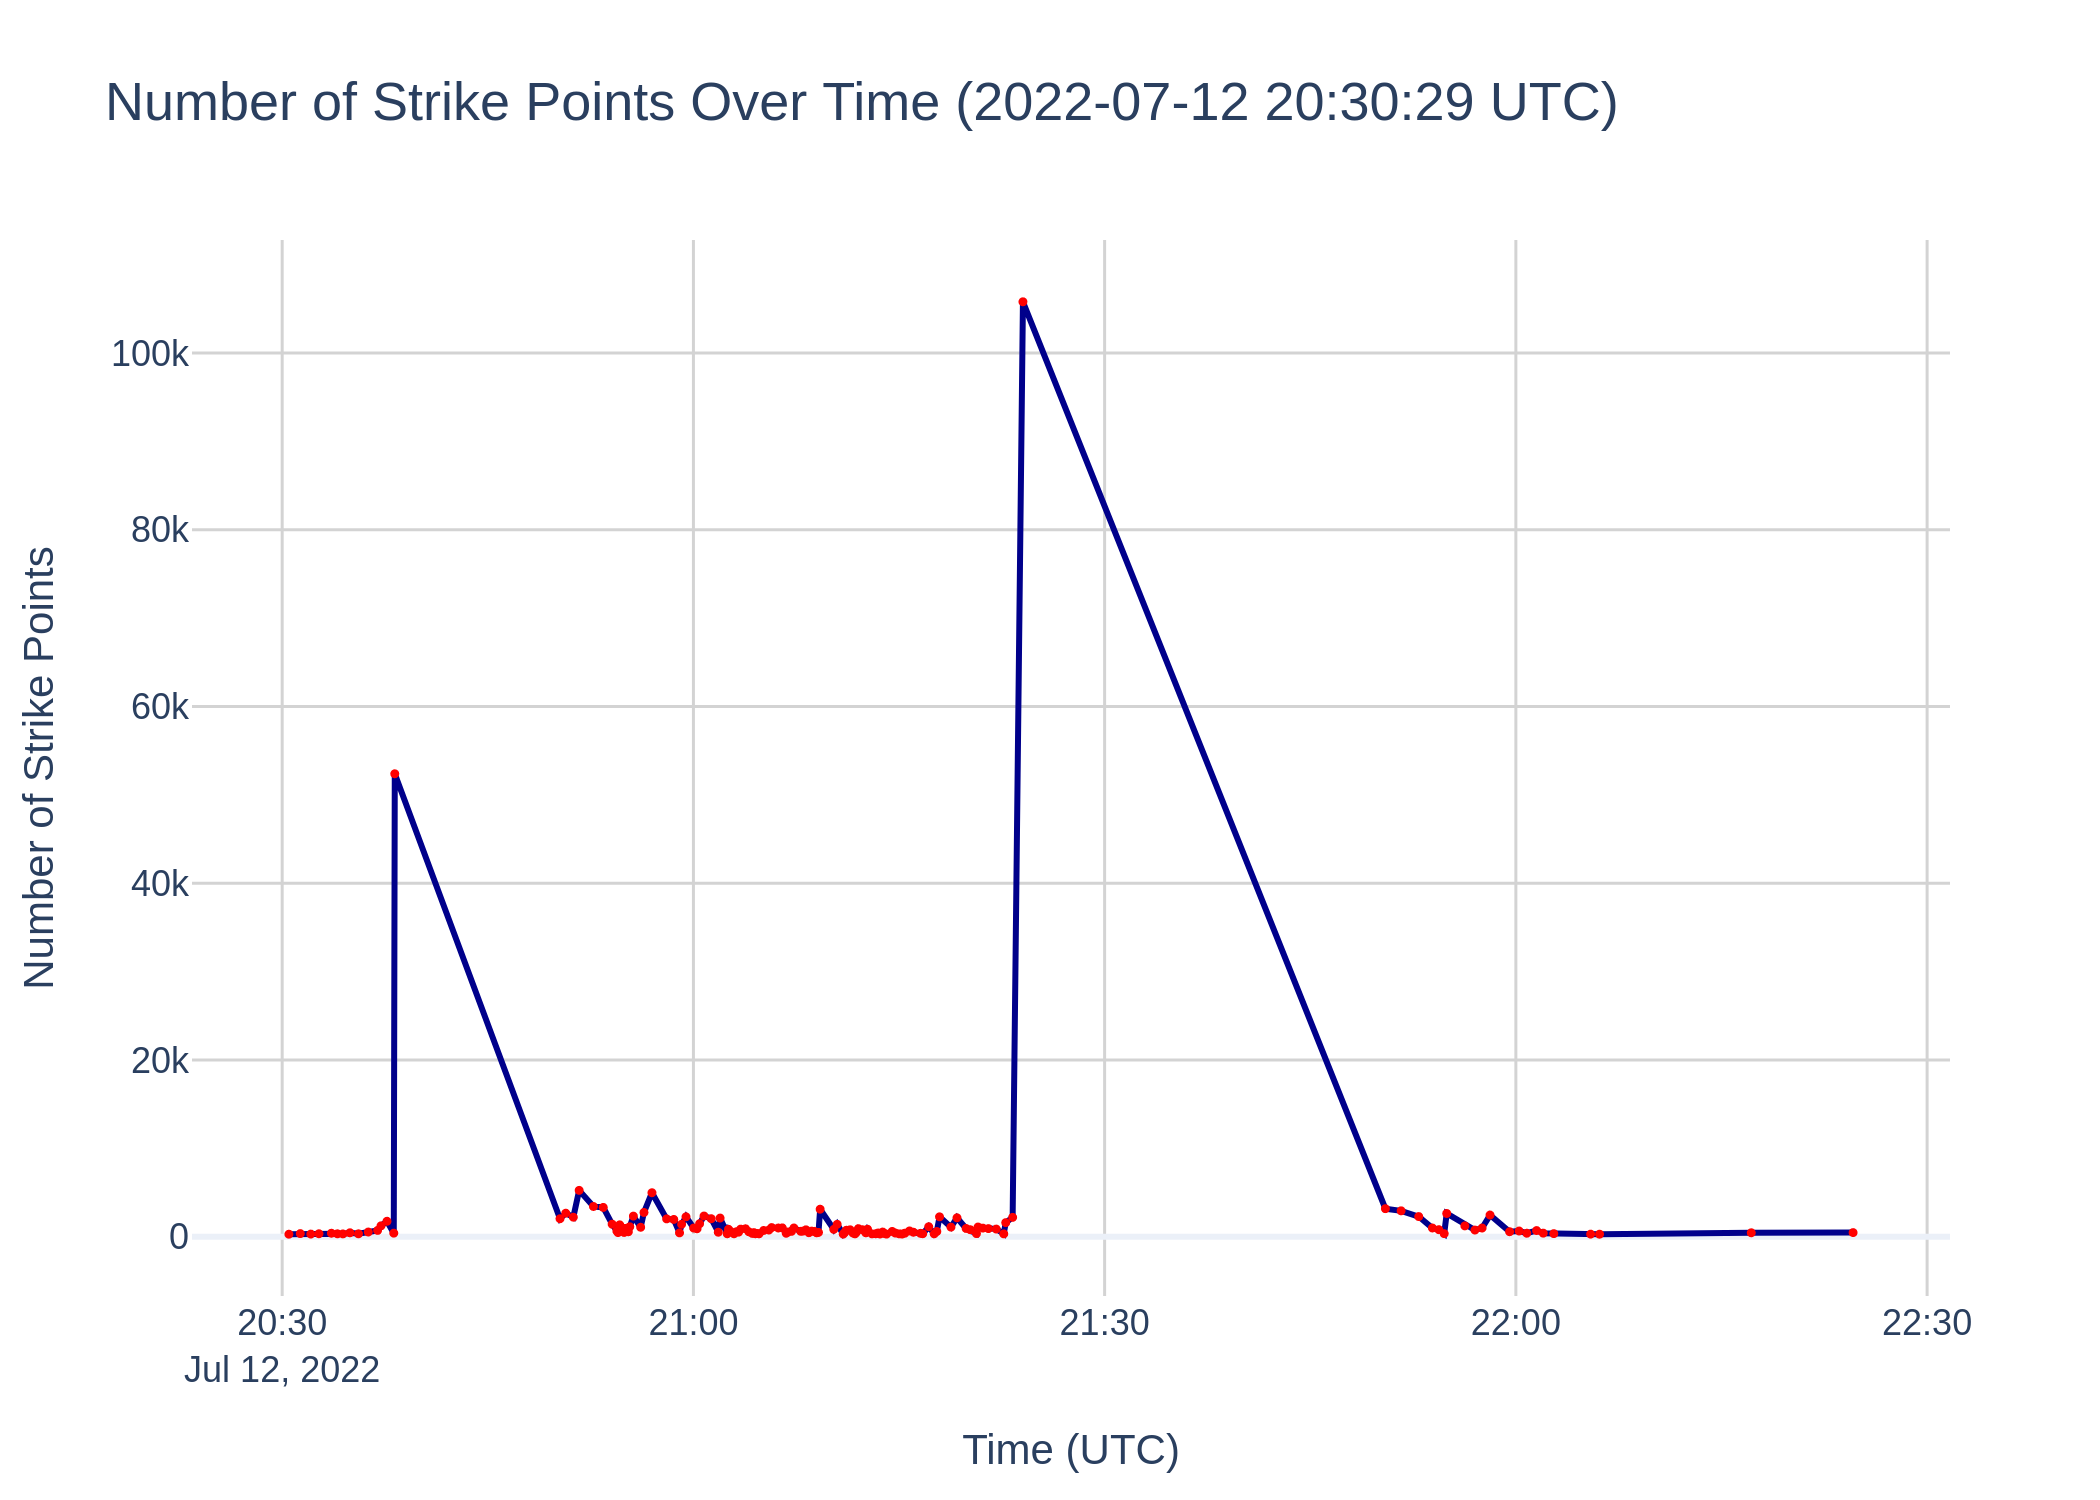 Number of Strike Points Over Time (2022-07-12 20:30:29 UTC)
Number of Strike Points
100k
80k
60k
40k
20k
0
20:30
21:00
21:30
22:00
22:30
Jul 12, 2022
Time (UTC)